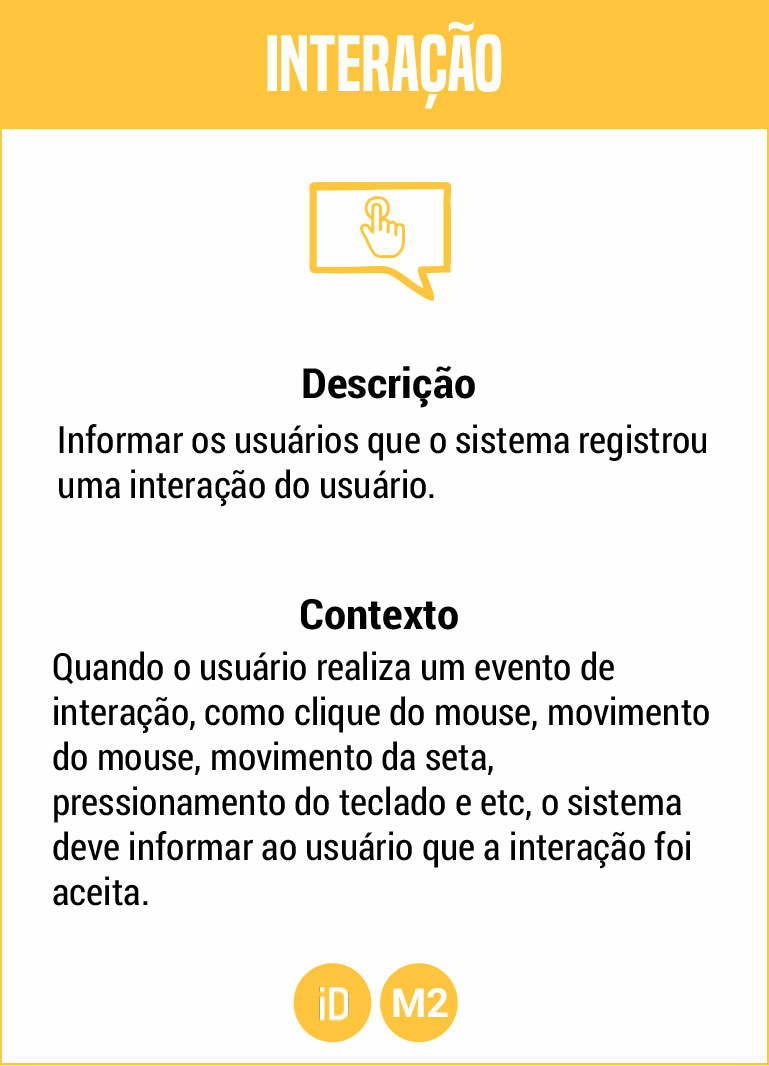 INTERAÇÃO
Descrição
Informar os usuários que o sistema registrou
uma interação do usuário.
Contexto
Quando o usuário realiza um evento de
interação, como clique do mouse, movimento
do mouse, movimento da seta,
pressionamento do teclado e etc, o sistema
deve informar ao usuário que a interação foi
aceita.
iD M2